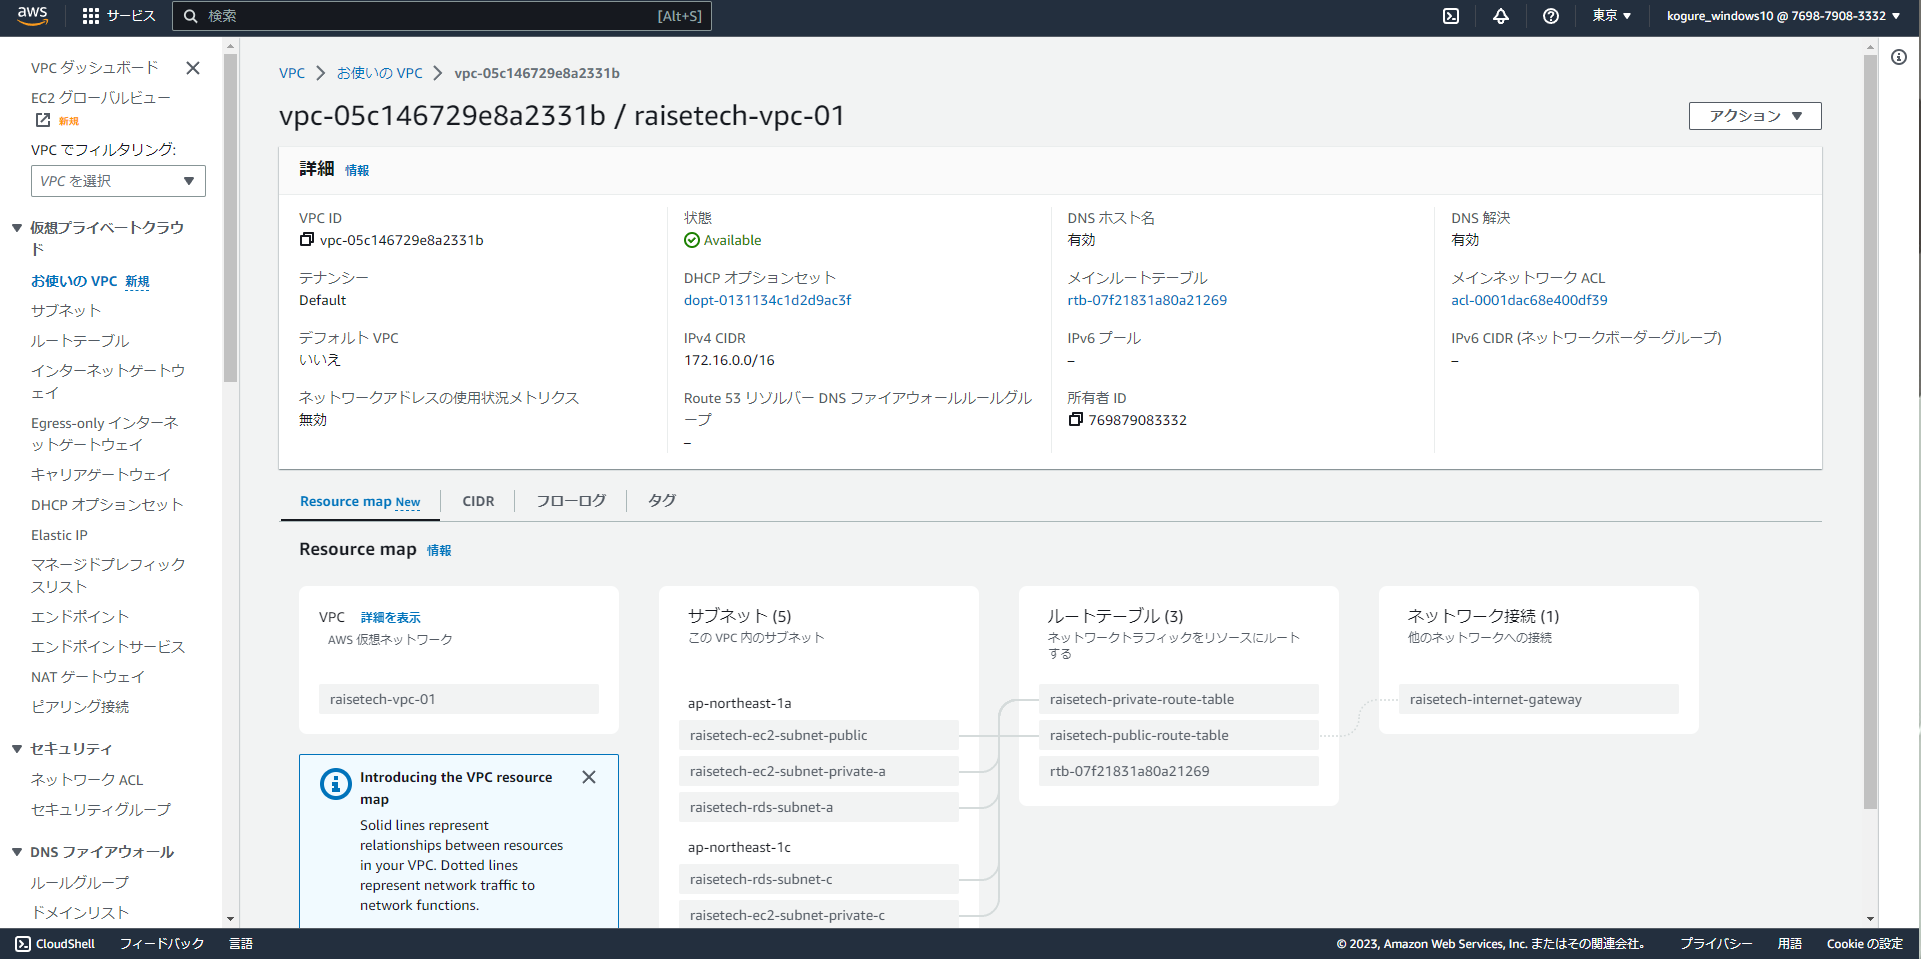 aws
サービス
検索
[Alt+S]
東京
kogure_windows10 @ 7698-7908-3332
VPC ダッシュボード
EC2 グローバルビュー
新規
VPC でフィルタリング:
VPC を選択
仮想プライベートクラウ
ド
お使いの VPC 新規
サブネット
ルートテーブル
インターネットゲートウ
ェイ
Egress-only インターネ
ットゲートウェイ
キャリアゲートウェイ
DHCP オプションセット
Elastic IP
マネージドプレフィック
スリスト
エンドポイント
エンドポイントサービス
NAT ゲートウェイ
ピアリング接続
セキュリティ
ネットワーク ACL
セキュリティグループ
DNS ファイアウォール
ルールグループ
ドメインリスト
VPC
お使いの VPC
vpc-05c146729e8a2331b
vpc-05c146729e8a2331b / raisetech-vpc-01
アクション
詳細 情報
VPC ID
vpc-05c146729e8a2331b
状態
Available
DNS ホスト名
有効
DNS 解決
有効
テナンシー
Default
DHCP オプションセット
dopt-0131134c1d2d9ac3f
メインルートテーブル
rtb-07f21831a80a21269
メインネットワーク ACL
acl-0001dac68e400df39
デフォルト VPC
いいえ
IPv4 CIDR
172.16.0.0/16
IPv6 プール
–
IPv6 CIDR (ネットワークボーダーグループ)
–
ネットワークアドレスの使用状況メトリクス
無効
Route 53 リゾルバー DNS ファイアウォールルールグル
ープ
–
所有者 ID
769879083332
Resource map New
CIDR
フローログ
タグ
Resource map 情報
VPC 詳細を表示
AWS 仮想ネットワーク
raisetech-vpc-01
Introducing the VPC resource
map
Solid lines represent
relationships between resources
in your VPC. Dotted lines
represent network traffic to
network functions.
サブネット (5)
この VPC 内のサブネット
ap-northeast-1a
raisetech-ec2-subnet-public
raisetech-ec2-subnet-private-a
raisetech-rds-subnet-a
ap-northeast-1c
raisetech-rds-subnet-c
raisetech-ec2-subnet-private-c
ルートテーブル (3)
ネットワークトラフィックをリソースにルート
する
raisetech-private-route-table
raisetech-public-route-table
rtb-07f21831a80a21269
ネットワーク接続 (1)
他のネットワークへの接続
raisetech-internet-gateway
CloudShell
フィードバック
言語
© 2023, Amazon Web Services, Inc. またはその関連会社。
プライバシー
用語
Cookie の設定